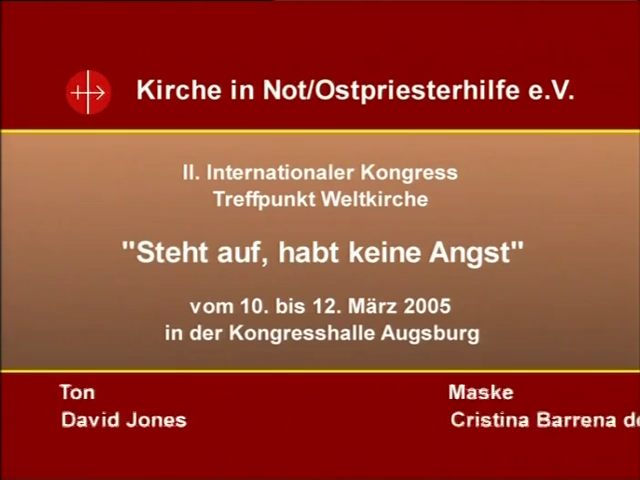 Kirche in Not/Ostpriesterhilfe e.V.
II. Internationaler Kongress
Treffpunkt Weltkirche
"Steht auf, habt keine Angst"
vom 10. bis 12. März 2005
in der Kongresshalle Augsburg
Ton
David Jones
Maske
Cristina Barrena de